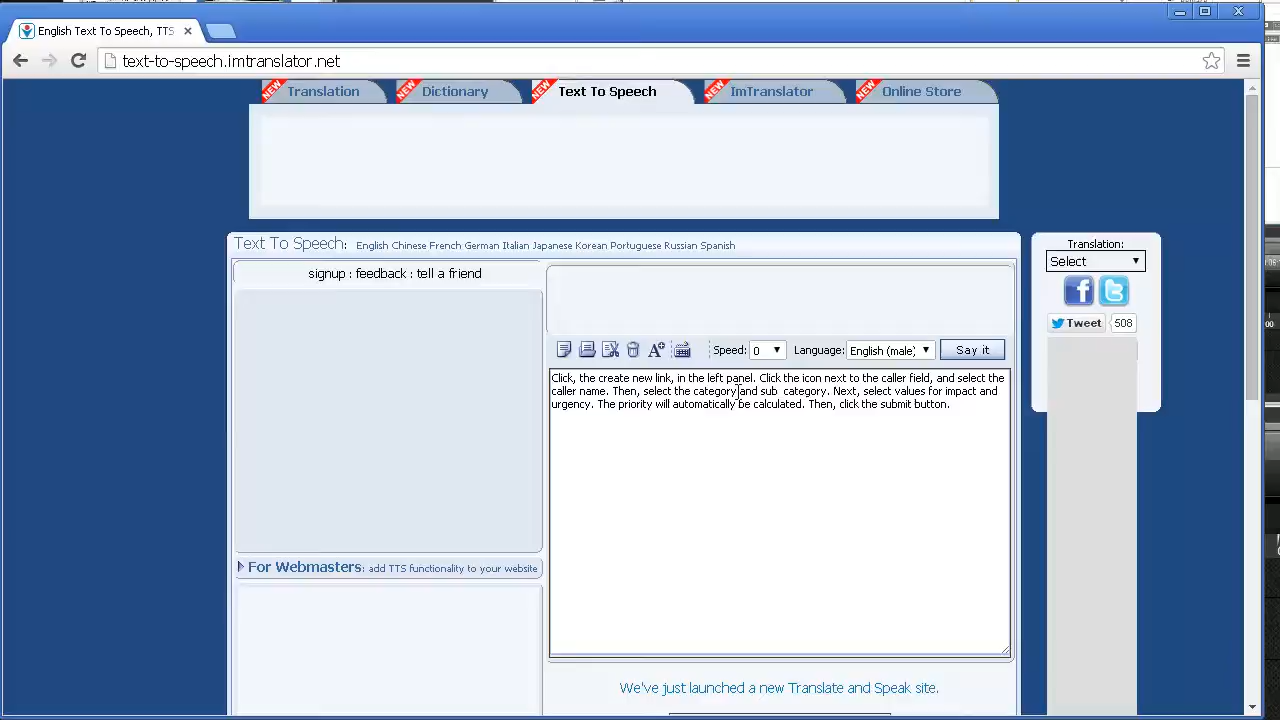 English Text To Speech, TTS
text-to-speech.imtranslator.net
NEW Translation NEW Dictionary NEW Text To Speech NEW ImTranslator NEW Online Store
Text To Speech: English Chinese French German Italian Japanese Korean Portuguese Russian Spanish
Translation:
Select
signup : feedback : tell a friend
Tweet 508
Speed: 0 Language: English (male) Say it
Click, the create new link, in the left panel. Click the icon next to the caller field, and select the
caller name. Then, select the category and sub category. Next, select values for impact and
urgency. The priority will automatically be calculated. Then, click the submit button.
For Webmasters: add TTS functionality to your website
We've just launched a new Translate and Speak site.